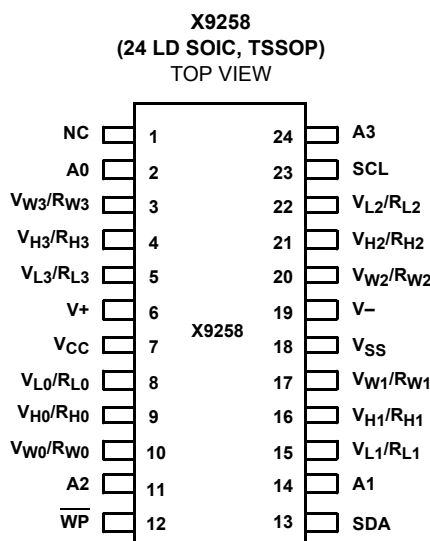 X9258
(24 LD SOIC, TSSOP)
TOP VIEW
NC 1 24 A3
A0 2 23 SCL
VW3/RW3 3 22 VL2/RL2
VH3/RH3 4 21 VH2/RH2
VL3/RL3 5 20 VW2/RW2
V+ 6 19 V–
X9258
VCC 7 18 VSS
VL0/RL0 8 17 VW1/RW1
VH0/RH0 9 16 VH1/RH1
VW0/RW0 10 15 VL1/RL1
A2 11 14 A1
W̅P̅ 12 13 SDA